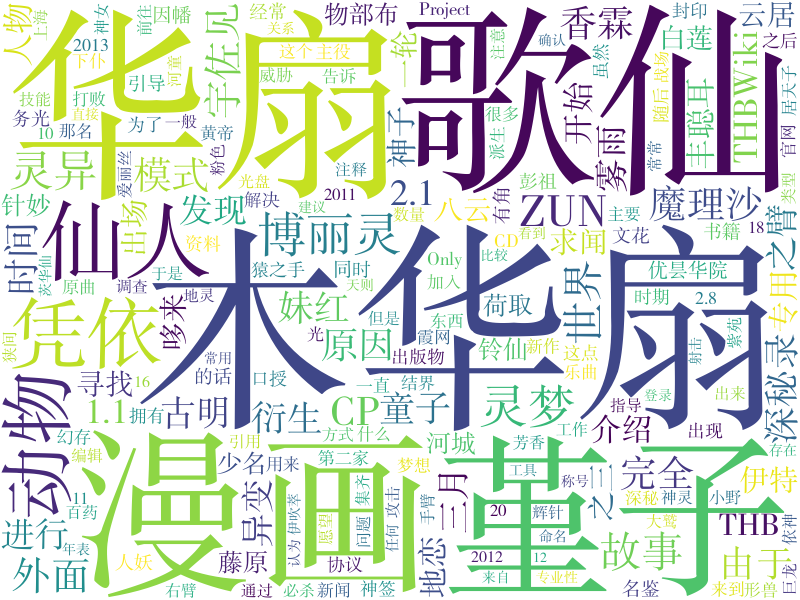 华扇
歌仙
木华扇
漫画
堇子
仙人
凭依
动物
博丽灵
灵异
模式
宇佐见
物部布
香霖
云居
人物
上海
2013
神女
前往
因幡
经常
Project
封印
下仆
河童
引导
威胁
关系
这个主役
告诉
一轮
注意
确认
虽然
白莲
之后
随后
战场
居天子
官网
技能
打败
直接
务光
10
那名
为了
一般
黄帝
很多
派生
神子
开始
雾雨
丰聪耳
THBWiki
针妙
出场
爱丽丝
粉色
光盘
注释
2.1
彭祖
常常
类型
时间
发现
解决
2011
建议
数量
八云
有角
ZUN
主要
魔理沙
之臂
18
资料
原曲
调查
茨华仙
于是
地灵
猿之手
同时
天则
妹红
Only
CD
看到
加入
比较
求闻
文花
书籍
世界
优昙华院
专用
哆来
原因
但是
东西
霞网
荷取
铃仙
新作
这点
乐曲
时期
2.8
紫苑
射击
深秘录
狭间
寻找
常用
的话
光
出版物
口授
一直
结界
指导
登录
出来
1.1
16
拥有
古明
衍生
CP
童子
方式
什么
灵梦
介绍
工作
出现
存在
幻存
编辑
引用
少名
用来
第二家
河城
芳香
梦想
三月
之三
完全
伊特
进行
11
百药
异变
认为
伊吹萃
愿望
问题
集齐
任何
攻击
手臂
工具
20
称号
辉针
深秘
神灵
小野
大鹫
THB
依神
外面
年表
人妖
右臂
藤原
通过
必杀
新闻
协议
神签
地恋
2012
来自
12
命名
专业性
故事
名鉴
由于
来到
形兽
巨龙